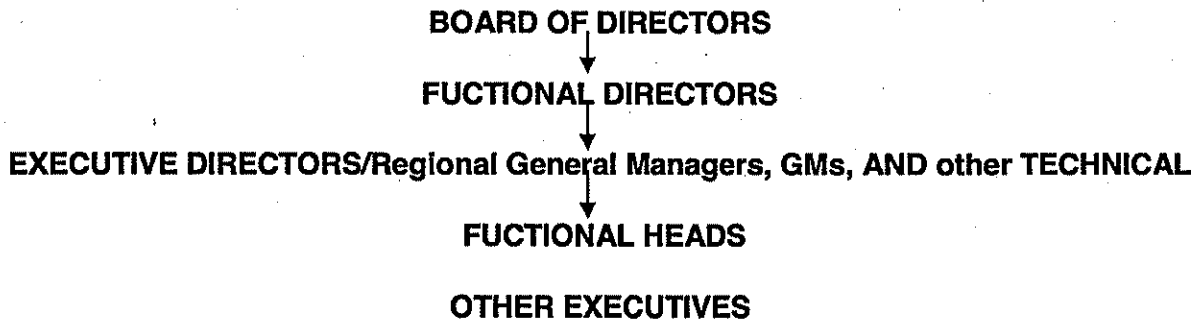 BOARD OF DIRECTORS
FUCTIONAL DIRECTORS
EXECUTIVE DIRECTORS/Regional General Managers, GMs, AND other TECHNICAL
FUCTIONAL HEADS
OTHER EXECUTIVES